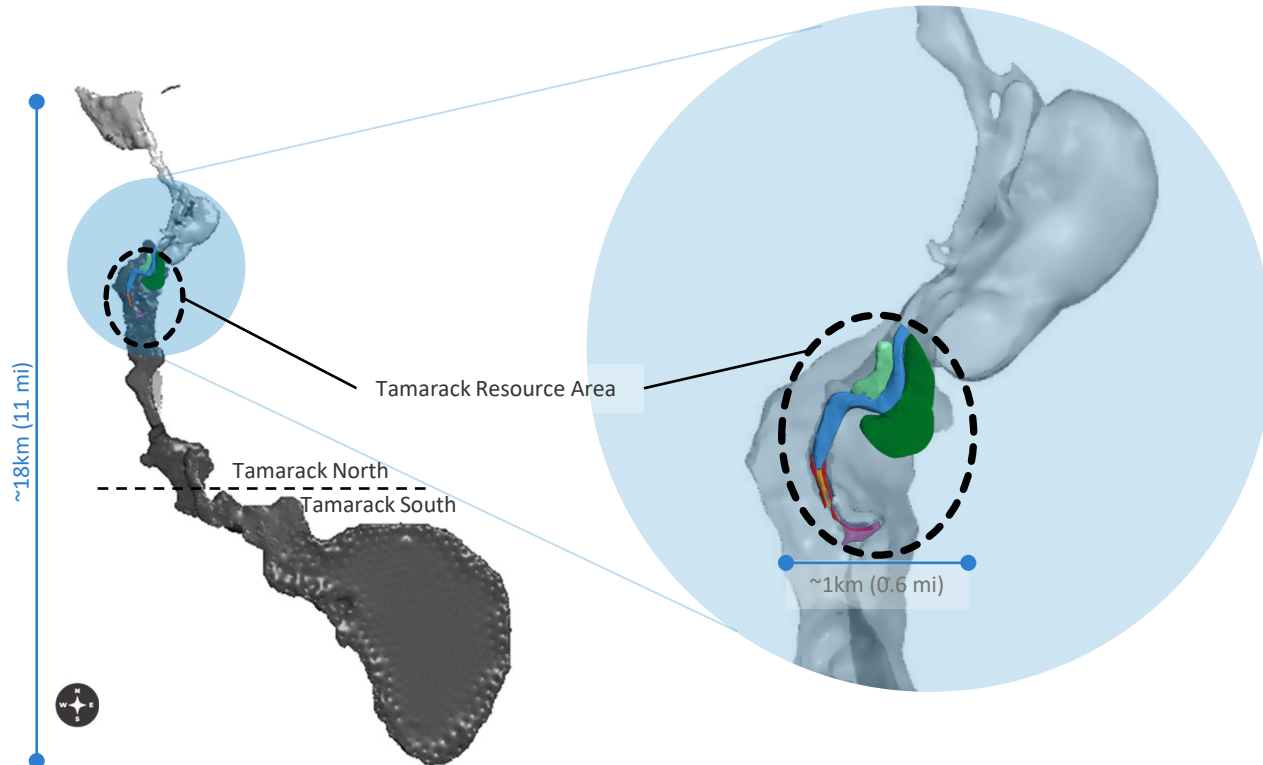 ~18km (11 mi)
Tamarack Resource Area
Tamarack North
Tamarack South
~1km (0.6 mi)
N
W E
S